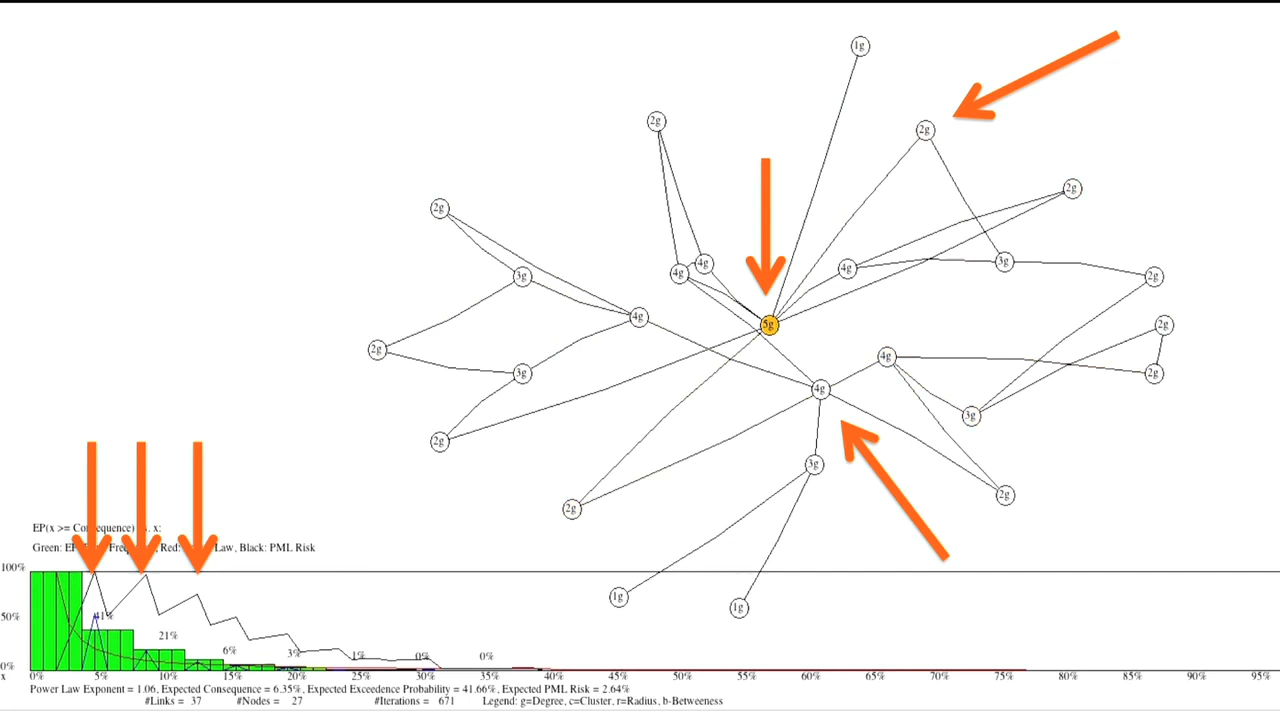 1g
2g
2g
2g
2g
4g
3g
4g
4g
3g
2g
4g
5g
2g
2g
4g
3g
2g
4g
3g
2g
3g
2g
2g
2g
1g
1g
EP(x >= Consequence) vs. x:
Green: EP, Freq, Red: Law, Black: PML Risk
100%
50%
0%
41%
21%
6%
3%
1%
0%
0%
x 0% 5% 10% 15% 20% 25% 30% 35% 40% 45% 50% 55% 60% 65% 70% 75% 80% 85% 90% 95%
Power Law Exponent = 1.06, Expected Consequence = 6.35%, Expected Exceedence Probability = 41.66%, Expected PML Risk = 2.64%
#Links = 37 #Nodes = 27 #Iterations = 671 Legend: g=Degree, c=Cluster, r=Radius, b-Betweeness